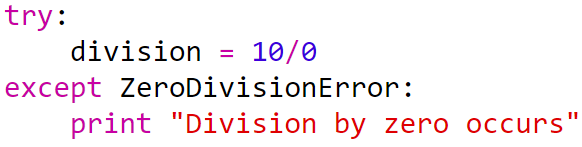 try:
    division = 10/0
except ZeroDivisionError:
    print "Division by zero occurs"